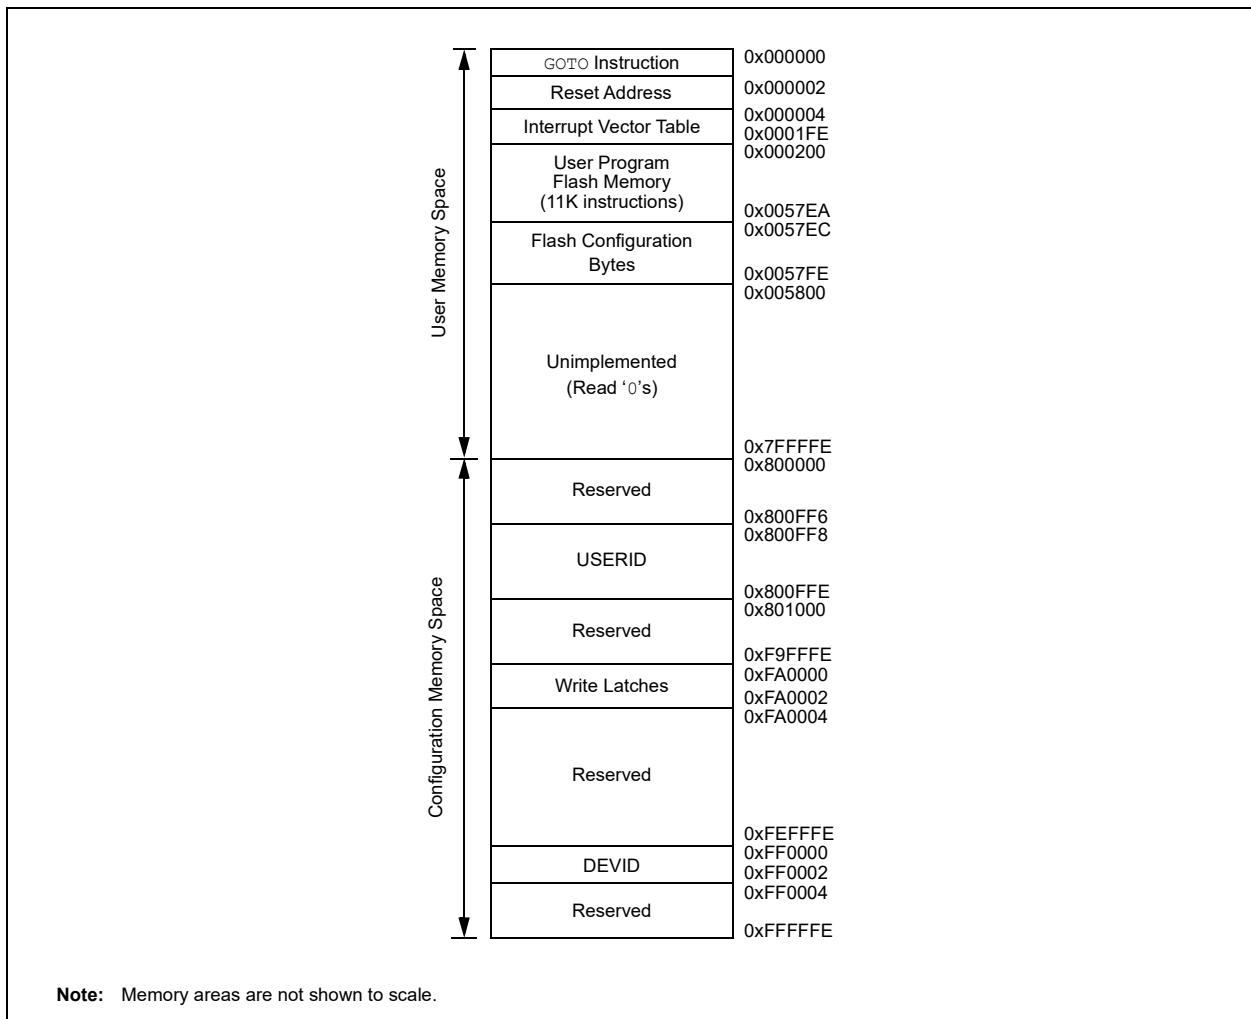 GOTO Instruction
0x000000
Reset Address
0x000002
Interrupt Vector Table
0x000004
0x0001FE
User Program
Flash Memory
(11K instructions)
0x000200
0x0057EA
Flash Configuration
Bytes
0x0057EC
0x0057FE
Unimplemented
(Read ‘0’s)
0x005800
0x7FFFFE
User Memory Space
Reserved
0x800000
0x800FF6
USERID
0x800FF8
0x800FFE
Reserved
0x801000
0xF9FFFE
Write Latches
0xFA0000
0xFA0002
Reserved
0xFA0004
0xFEFFFE
DEVID
0xFF0000
0xFF0002
Reserved
0xFF0004
0xFFFFFE
Configuration Memory Space
Note: Memory areas are not shown to scale.